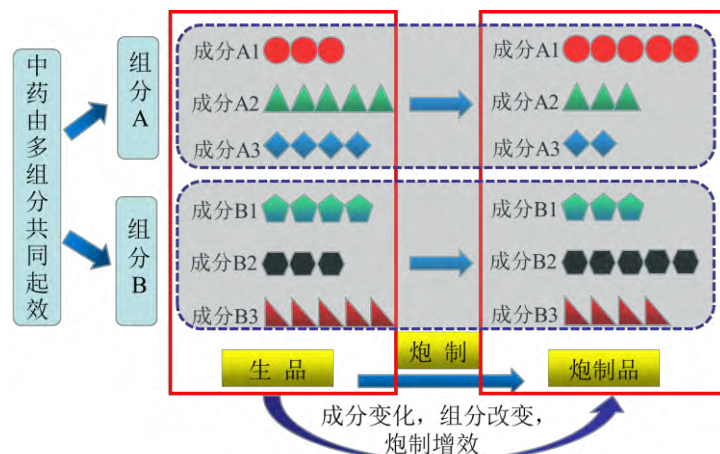 中药由多组分共同起效
组分A
组分B
成分A1
成分A2
成分A3
成分B1
成分B2
成分B3
成分A1
成分A2
成分A3
成分B1
成分B2
成分B3
生 品
炮 制
炮制品
成分变化，组分改变，
炮制增效